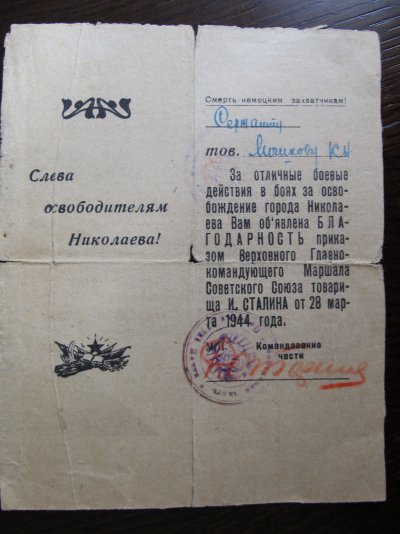 Слава
освободителям
Николаева!
Смерть немецким захватчикам!
Сержанту
тов.
За отличные боевые
действия в боях за осво-
бождение города Никола-
ева Вам об'явлена БЛА-
ГОДАРНОСТЬ прика-
зом Верховного Главно-
командующего Маршала
Советского Союза товари-
ща И. СТАЛИНА от 28 мар-
та 1944 года.
Командование
части